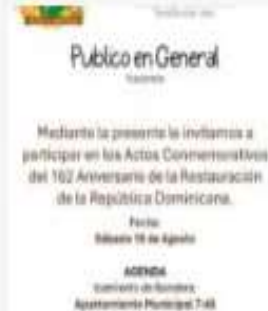 Publico en General
Mediante la presente le invitamos a
participar en los Actos Conmemorativos
del 162 Aniversario de la Restauración
de la República Dominicana.
Fecha:
Sábado 16 de Agosto
AGENDA
Ayuntamiento Municipal 7:45